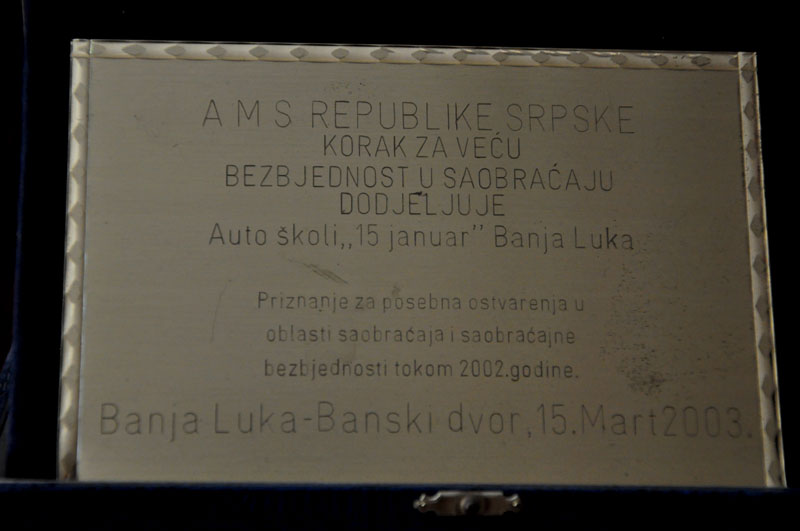 AMS REPUBLIKE SRPSKE
KORAK ZA VEĆU
BEZBJEDNOST U SAOBRAĆAJU
DODJELJUJE
Auto školi„15 januar” Banja Luka
Priznanje za posebna ostvarenja u
oblasti saobraćaja i saobraćajne
bezbjednosti tokom 2002.godine.
Banja Luka-Banski dvor,15.Mart2003.